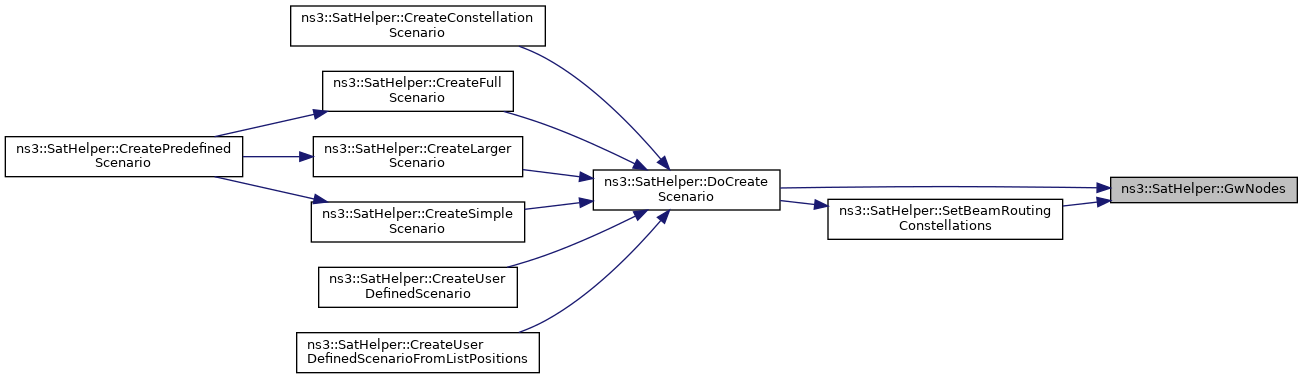 ns3::SatHelper::CreateConstellation
Scenario
ns3::SatHelper::CreateFull
Scenario
ns3::SatHelper::CreatePredefined
Scenario
ns3::SatHelper::CreateLarger
Scenario
ns3::SatHelper::DoCreate
Scenario
ns3::SatHelper::GwNodes
ns3::SatHelper::CreateSimple
Scenario
ns3::SatHelper::SetBeamRouting
Constellations
ns3::SatHelper::CreateUser
DefinedScenario
ns3::SatHelper::CreateUser
DefinedScenarioFromListPositions